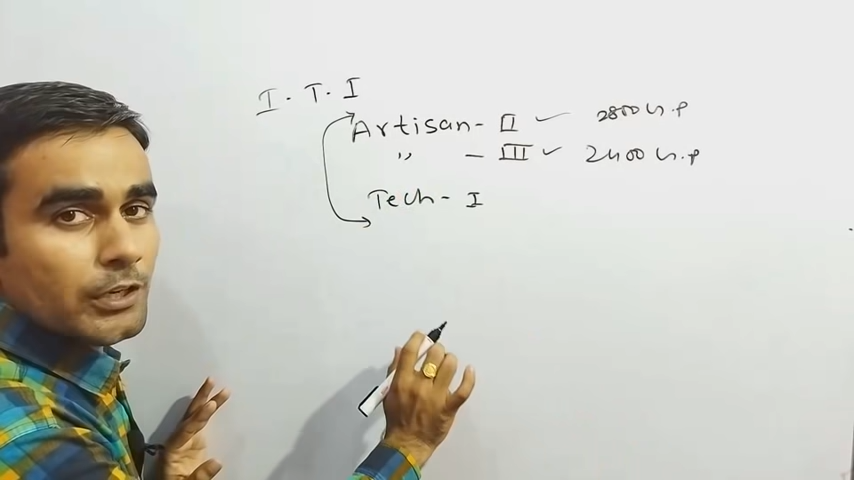 I.T.I
Artisan - II ✓ 2800 G.P
,, - III ✓ 2400 G.P
Tech - I